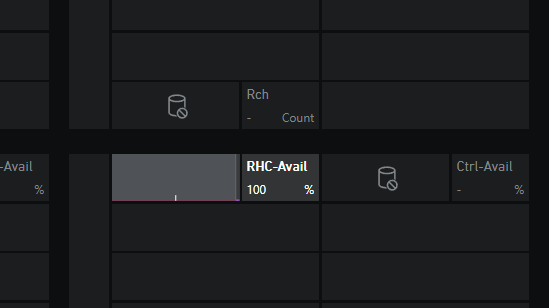 Rch
- Count
-Avail
%
RHC-Avail
100 %
Ctrl-Avail
- %